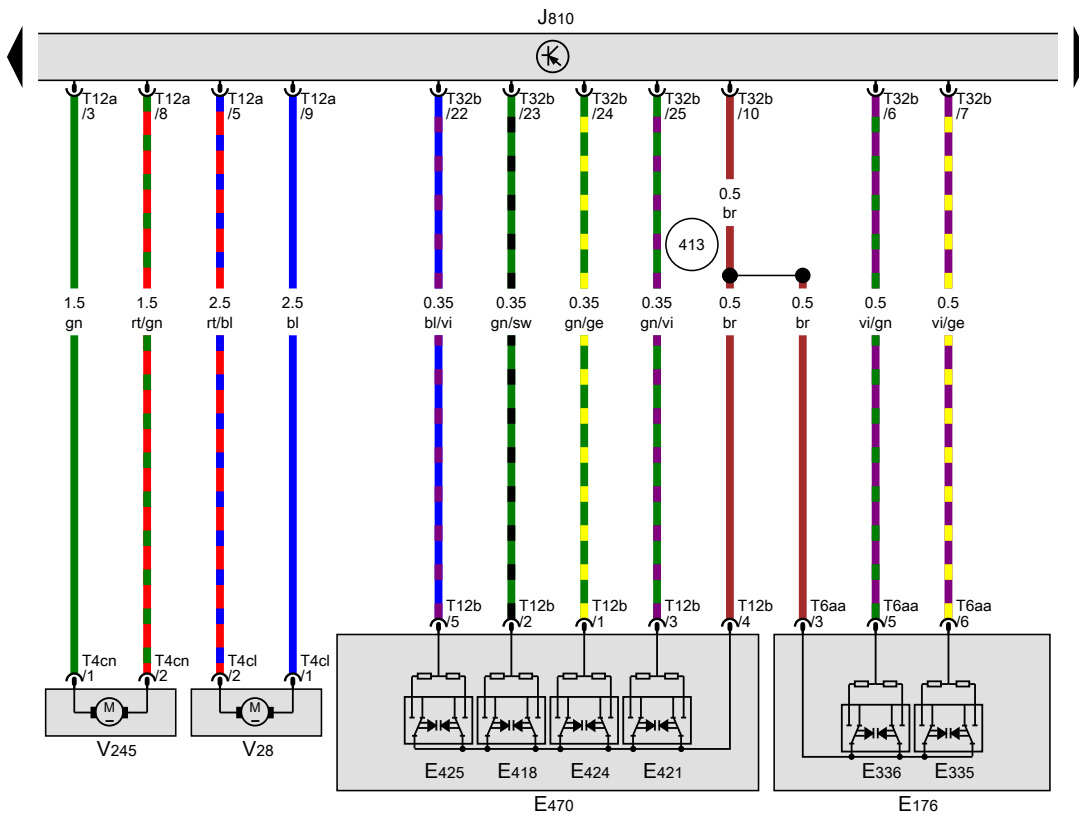 J810
T12a T12a T12a T12a T32b T32b T32b T32b T32b T32b T32b
/3 /8 /5 /9 /22 /23 /24 /25 /10 /6 /7
0.5
br
413
1.5 1.5 2.5 2.5 0.35 0.35 0.35 0.35 0.5 0.5 0.5 0.5
gn rt/gn rt/bl bl bl/vi gn/sw gn/ge gn/vi br br vi/gn vi/ge
T12b T12b T12b T12b T12b T6aa T6aa T6aa
/5 /2 /1 /3 /4 /3 /5 /6
T4cn T4cn T4cl T4cl
/1 /2 /2 /1
M M
V245 V28
E425 E418 E424 E421 E336 E335
E470 E176